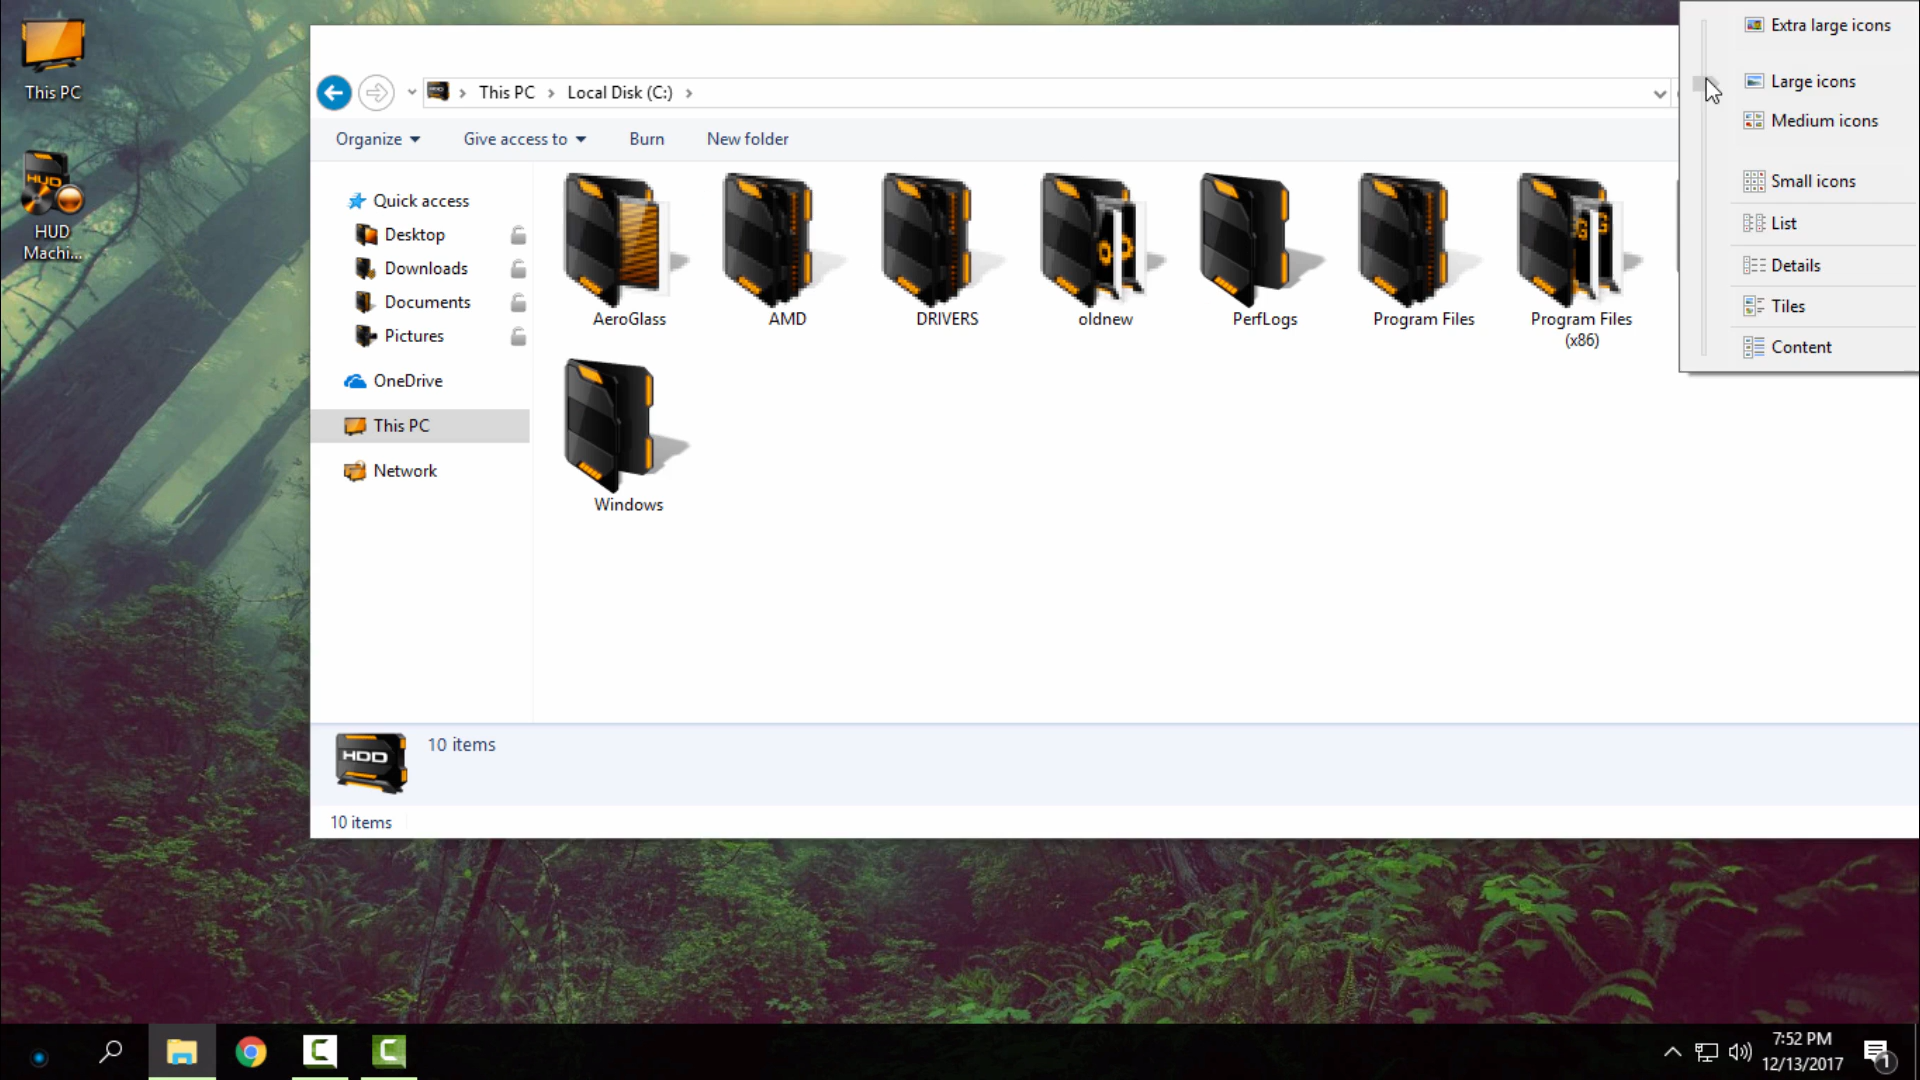 This PC
HUD
HUD
Machi...
This PC
Local Disk (C:)
Organize
Give access to
Burn
New folder
Quick access
Desktop
Downloads
Documents
Pictures
OneDrive
This PC
Network
AeroGlass
AMD
DRIVERS
oldnew
PerfLogs
Program Files
Program Files
(x86)
Windows
Extra large icons
Large icons
Medium icons
Small icons
List
Details
Tiles
Content
HDD
10 items
10 items
7:52 PM
12/13/2017
1